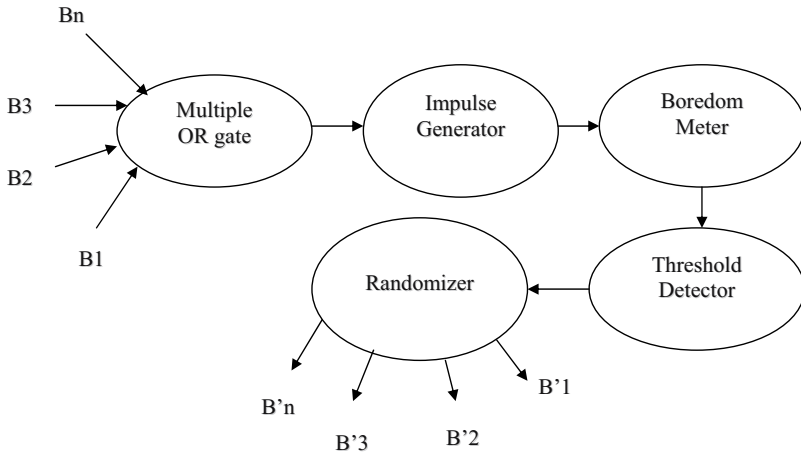 Bn
B3
B2
B1
Multiple
OR gate
Impulse
Generator
Boredom
Meter
Threshold
Detector
Randomizer
B’n
B’3
B’2
B’1